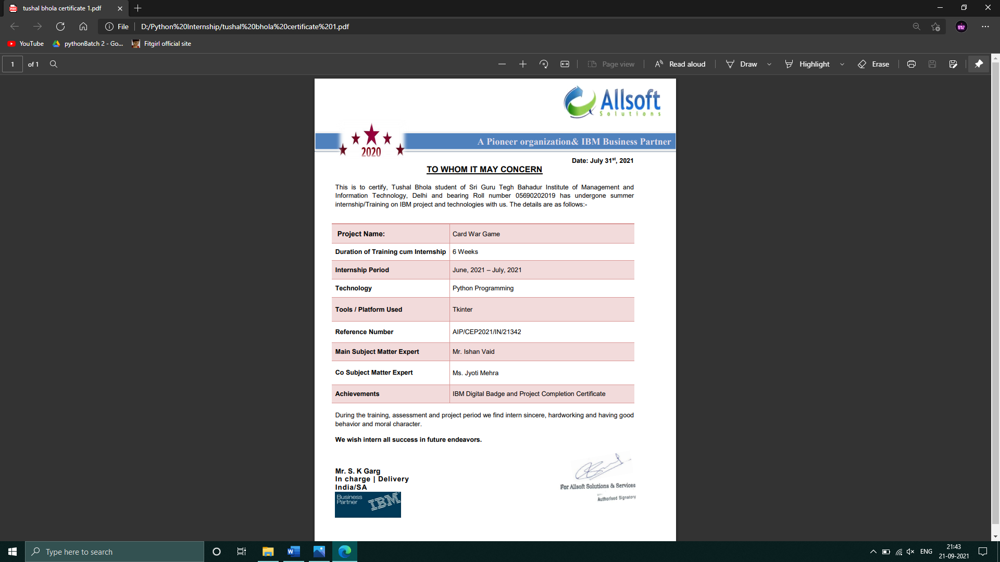 tushal bhola certificate 1.pdf
File
D:/Python%20Internship/tushal%20bhola%20certificate%201.pdf
YouTube
pythonBatch 2 - Go...
Fitgirl official site
1 of 1
Page view
Read aloud
Draw
Highlight
Erase
Allsoft
Solutions
2020
A Pioneer organization& IBM Business Partner
Date: July 31st, 2021
TO WHOM IT MAY CONCERN
This is to certify, Tushal Bhola student of Sri Guru Tegh Bahadur Institute of Management and
Information Technology, Delhi and bearing Roll number 05690202019 has undergone summer
internship/Training on IBM project and technologies with us. The details are as follows:-
Project Name: Card War Game
Duration of Training cum Internship 6 Weeks
Internship Period June, 2021 – July, 2021
Technology Python Programming
Tools / Platform Used Tkinter
Reference Number AIP/CEP2021/IN/21342
Main Subject Matter Expert Mr. Ishan Vaid
Co Subject Matter Expert Ms. Jyoti Mehra
Achievements IBM Digital Badge and Project Completion Certificate
During the training, assessment and project period we find intern sincere, hardworking and having good
behavior and moral character.
We wish intern all success in future endeavors.
Mr. S. K Garg
In charge | Delivery
India/SA
Business
Partner
IBM
For Allsoft Solutions & Services
Authorised Signatory
Type here to search
ENG
21:43
21-09-2021